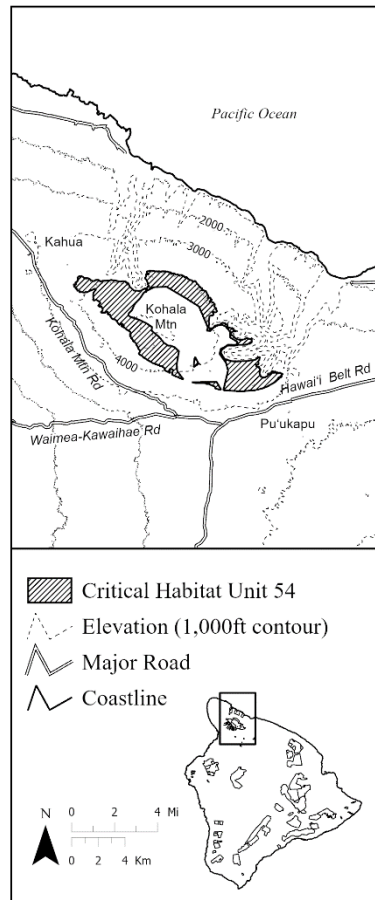 Pacific Ocean
2000
3000
Kahua
Kohala
Mtn
Kohala Mtn Rd
4000
Hawai'i Belt Rd
Waimea-Kawaihae Rd
Pu'ukapu
Critical Habitat Unit 54
Elevation (1,000ft contour)
Major Road
Coastline
N
0 2 4 Mi
0 2 4 Km